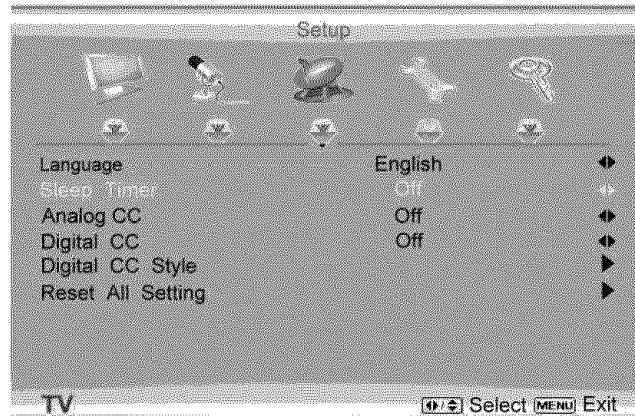 Setup
Language English
Sleep Timer Off
Analog CC Off
Digital CC Off
Digital CC Style
Reset All Setting
TV Select MENU Exit